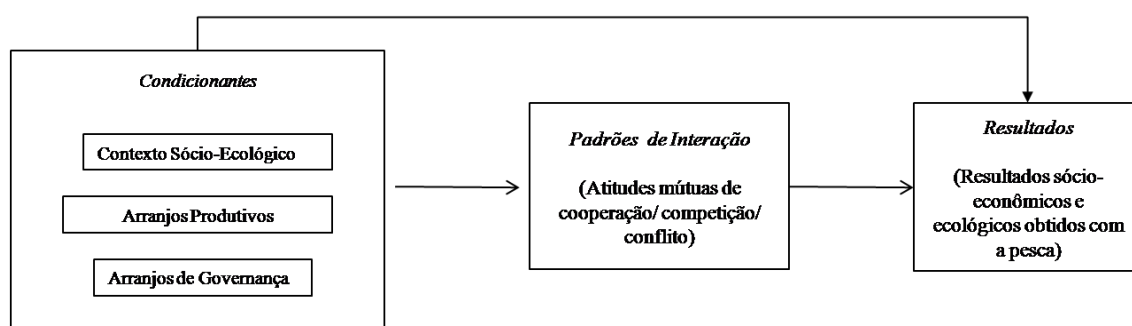 Condicionantes
Contexto Sócio-Ecológico
Arranjos Produtivos
Arranjos de Governança
Padrões de Interação
(Atitudes mútuas de
cooperação/ competição/
conflito)
Resultados
(Resultados sócio-
econômicos e
ecológicos obtidos com
a pesca)